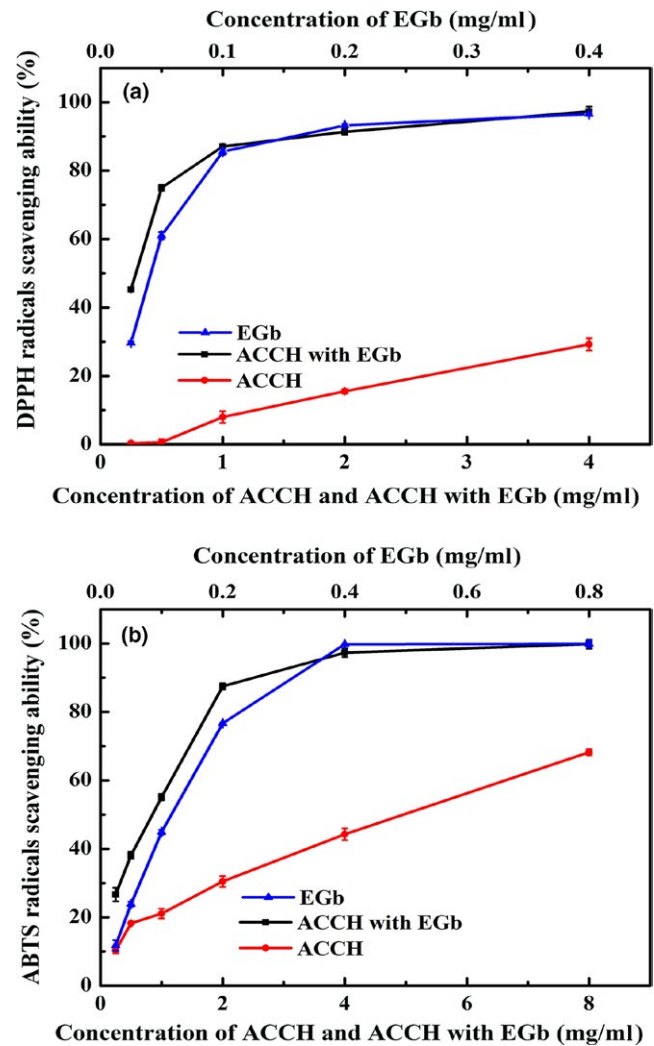 Concentration of EGb (mg/ml)
0.0 0.1 0.2 0.4
(a)
100
80
60
40
20
0
DPPH radicals scavenging ability (%)
EGb
ACCH with EGb
ACCH
0 1 2 3 4
Concentration of ACCH and ACCH with EGb (mg/ml)
Concentration of EGb (mg/ml)
0.0 0.2 0.4 0.6 0.8
(b)
100
80
60
40
20
0
ABTS radicals scavenging ability (%)
EGb
ACCH with EGb
ACCH
0 2 4 6 8
Concentration of ACCH and ACCH with EGb (mg/ml)